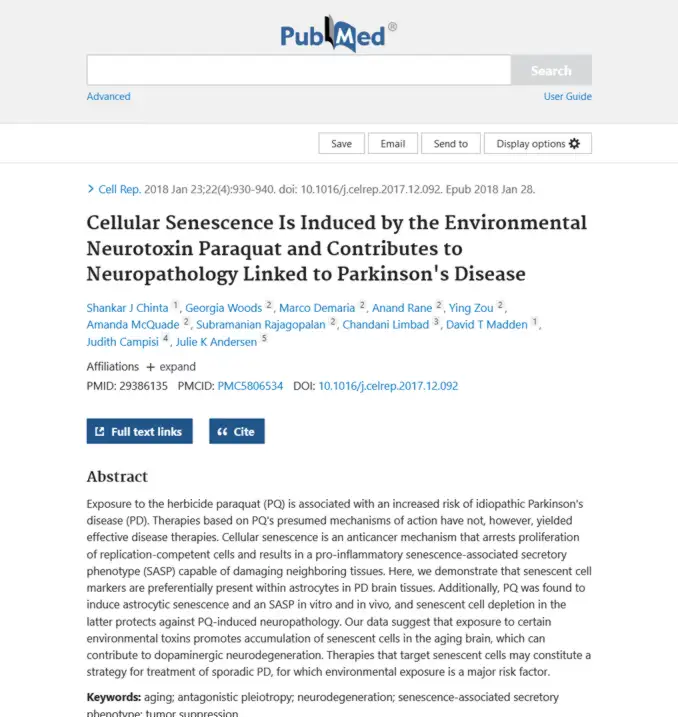 PubMed®
Search
Advanced
User Guide
Save
Email
Send to
Display options
Cell Rep. 2018 Jan 23;22(4):930-940. doi: 10.1016/j.celrep.2017.12.092. Epub 2018 Jan 28.
Cellular Senescence Is Induced by the Environmental
Neurotoxin Paraquat and Contributes to
Neuropathology Linked to Parkinson's Disease
Shankar J Chinta 1, Georgia Woods 2, Marco Demaria 2, Anand Rane 2, Ying Zou 2,
Amanda McQuade 2, Subramanian Rajagopalan 2, Chandani Limbad 3, David T Madden 1,
Judith Campisi 4, Julie K Andersen 5
Affiliations + expand
PMID: 29386135 PMCID: PMC5806534 DOI: 10.1016/j.celrep.2017.12.092
Full text links
Cite
Abstract
Exposure to the herbicide paraquat (PQ) is associated with an increased risk of idiopathic Parkinson's
disease (PD). Therapies based on PQ's presumed mechanisms of action have not, however, yielded
effective disease therapies. Cellular senescence is an anticancer mechanism that arrests proliferation
of replication-competent cells and results in a pro-inflammatory senescence-associated secretory
phenotype (SASP) capable of damaging neighboring tissues. Here, we demonstrate that senescent cell
markers are preferentially present within astrocytes in PD brain tissues. Additionally, PQ was found to
induce astrocytic senescence and an SASP in vitro and in vivo, and senescent cell depletion in the
latter protects against PQ-induced neuropathology. Our data suggest that exposure to certain
environmental toxins promotes accumulation of senescent cells in the aging brain, which can
contribute to dopaminergic neurodegeneration. Therapies that target senescent cells may constitute a
strategy for treatment of sporadic PD, for which environmental exposure is a major risk factor.
Keywords: aging; antagonistic pleiotropy; neurodegeneration; senescence-associated secretory
phenotype; tumor suppression.